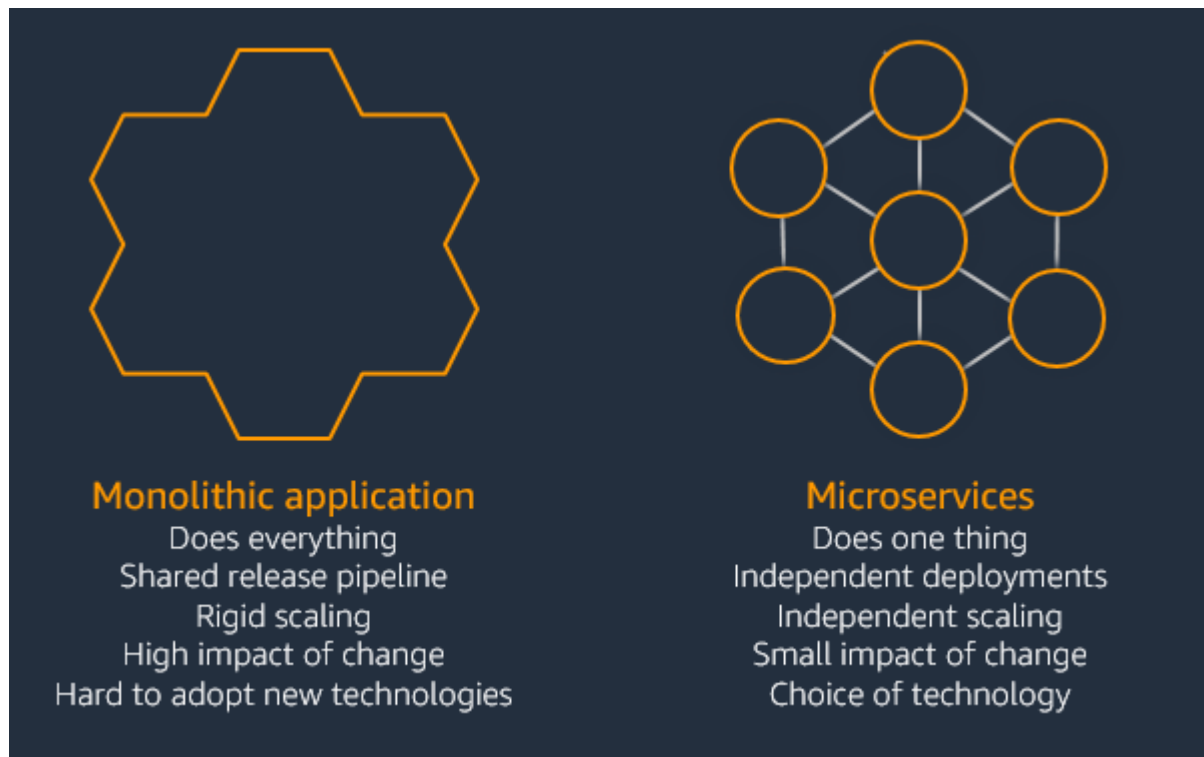 Monolithic application
Does everything
Shared release pipeline
Rigid scaling
High impact of change
Hard to adopt new technologies
Microservices
Does one thing
Independent deployments
Independent scaling
Small impact of change
Choice of technology